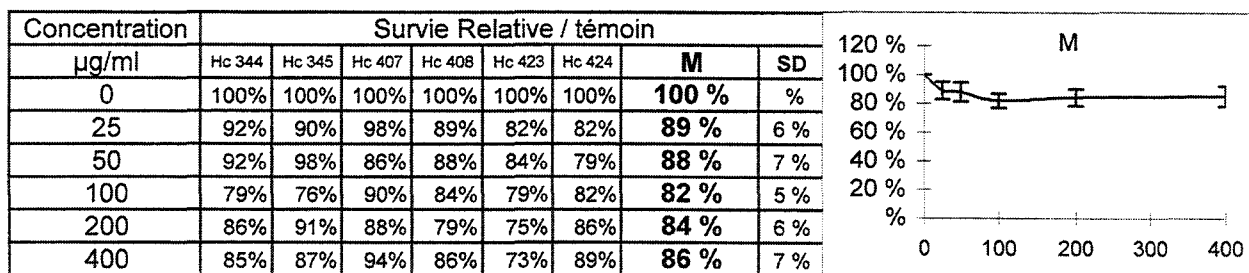 Concentration Survie Relative / témoin
µg/ml Hc 344 Hc 345 Hc 407 Hc 408 Hc 423 Hc 424 M SD
0 100% 100% 100% 100% 100% 100% 100 % %
25 92% 90% 98% 89% 82% 82% 89 % 6 %
50 92% 98% 86% 88% 84% 79% 88 % 7 %
100 79% 76% 90% 84% 79% 82% 82 % 5 %
200 86% 91% 88% 79% 75% 86% 84 % 6 %
400 85% 87% 94% 86% 73% 89% 86 % 7 %
M
120 %
100 %
80 %
60 %
40 %
20 %
%
0 100 200 300 400